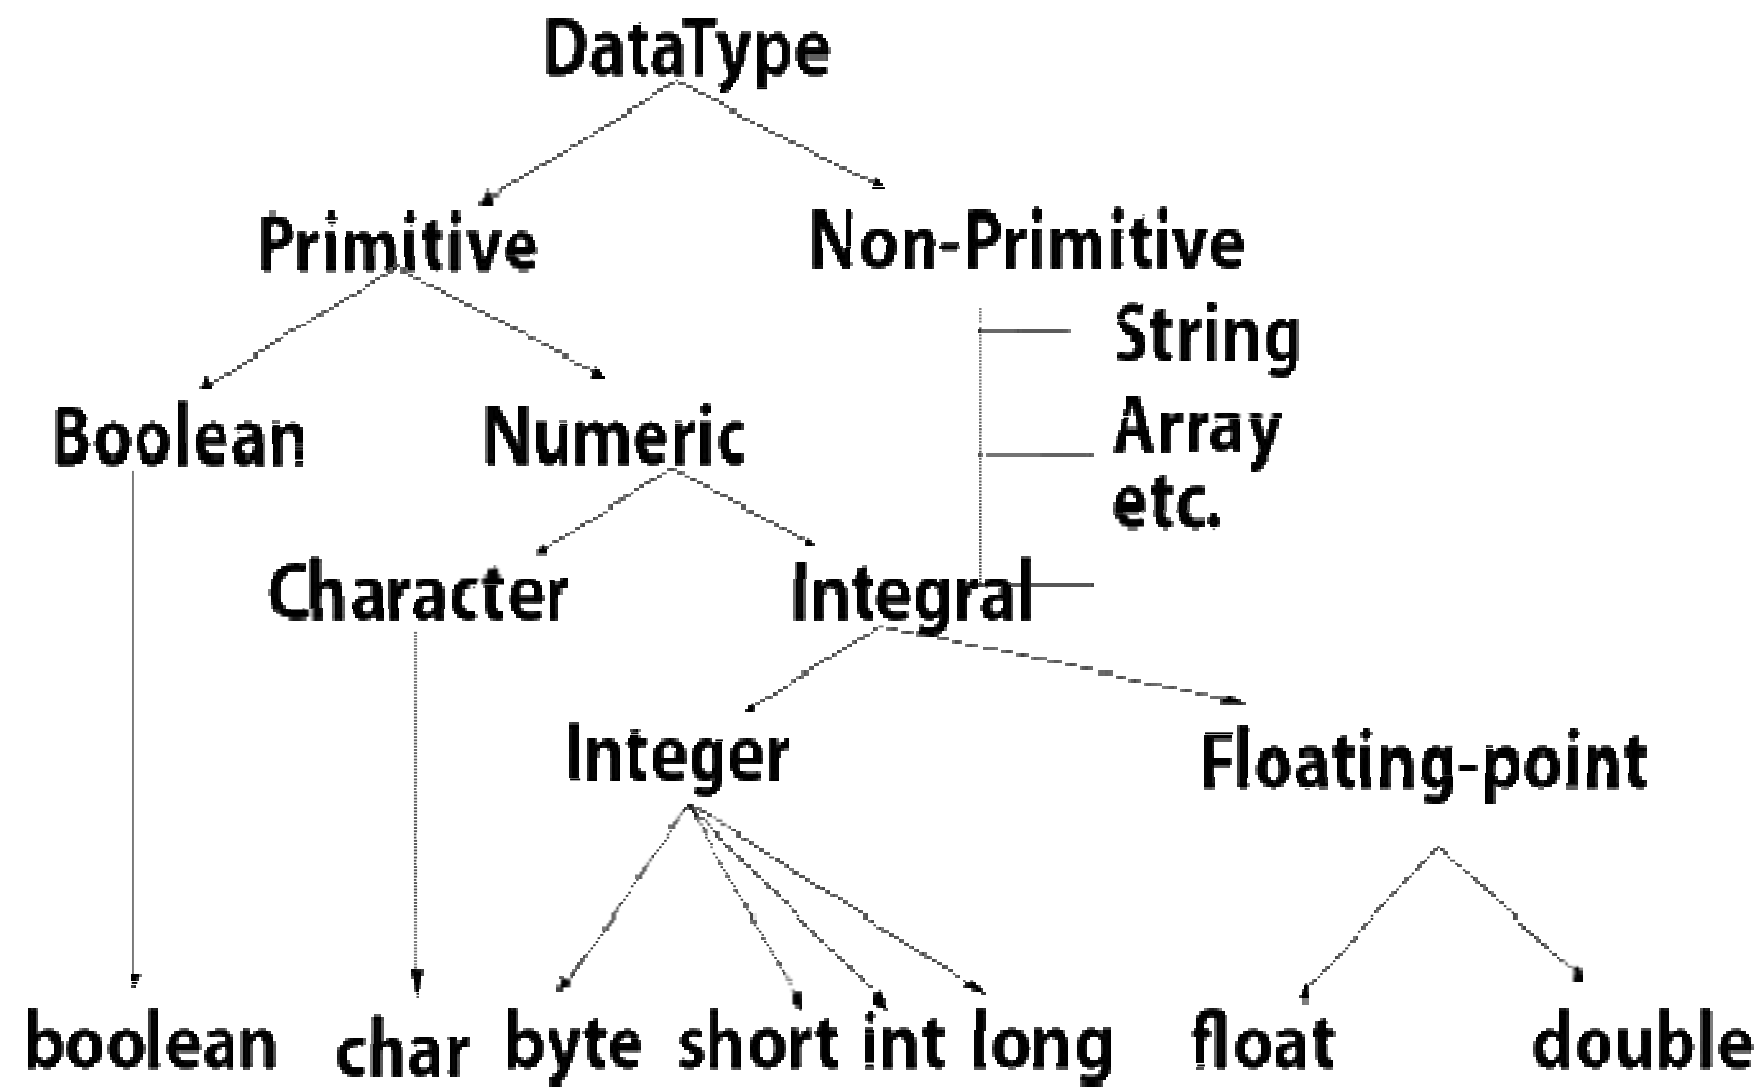 DataType
Primitive
Non-Primitive
String
Array
etc.
Boolean
Numeric
Character
Integral
Integer
Floating-point
boolean
char
byte
short
int
long
float
double